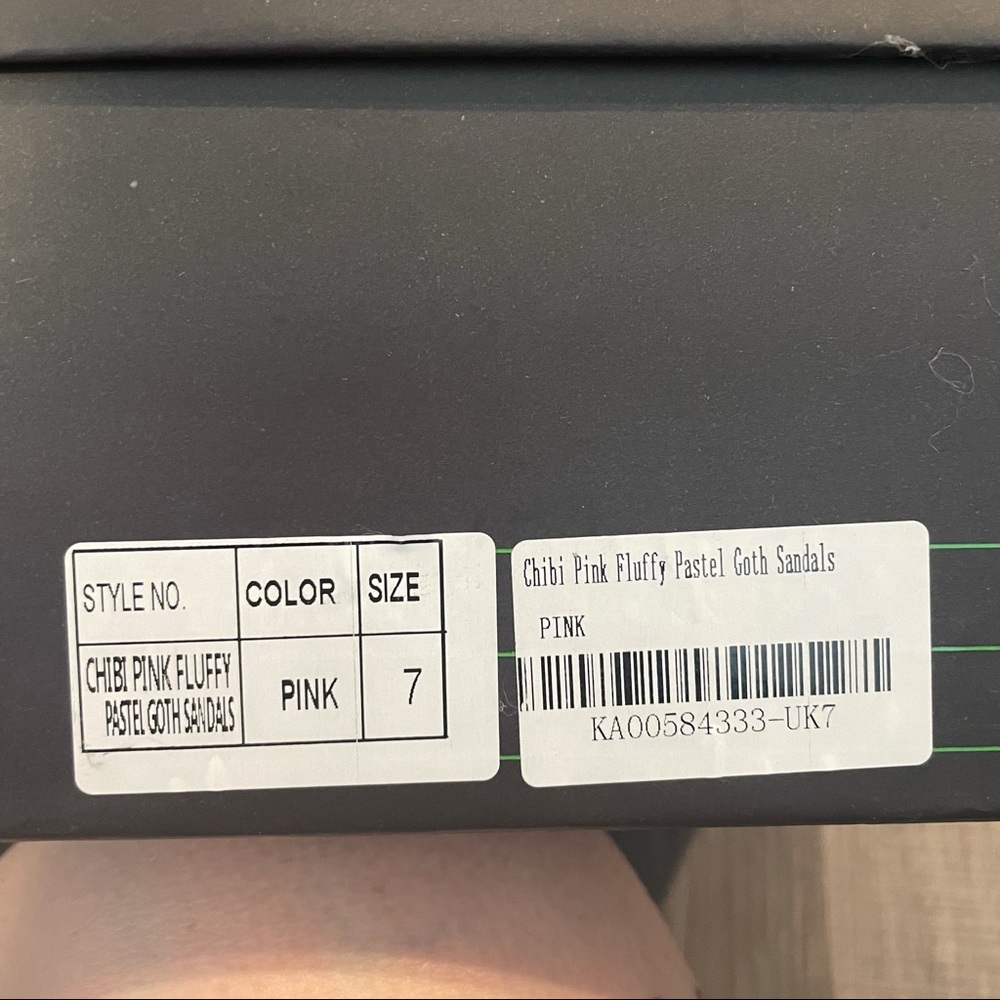 STYLE NO. COLOR SIZE
CHIBI PINK FLUFFY
PASTEL GOTH SANDALS PINK 7
Chibi Pink Fluffy Pastel Goth Sandals
PINK
KA00584333-UK7